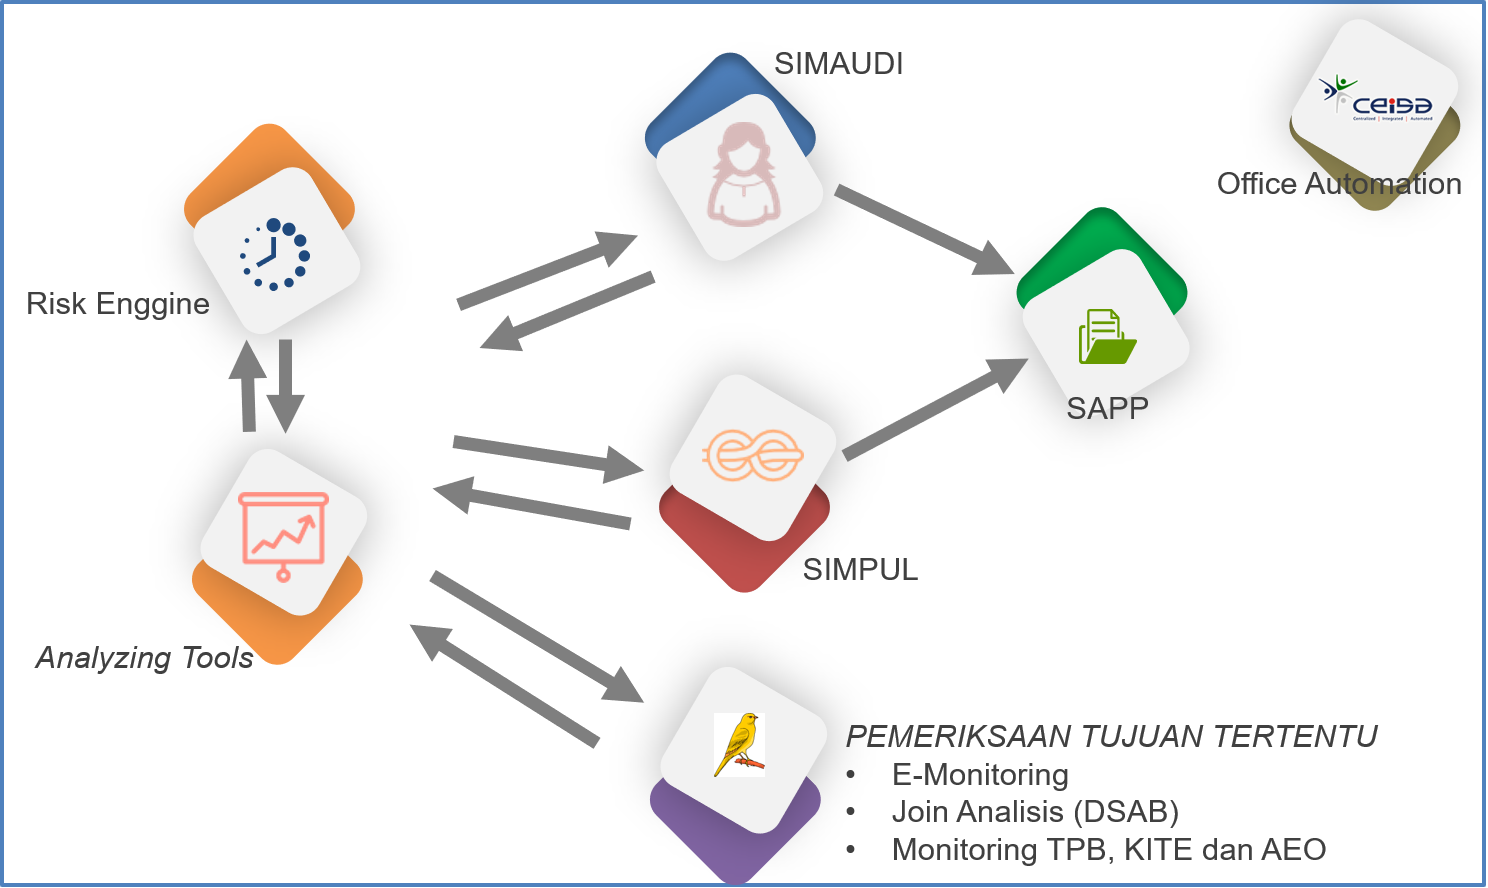 SIMAUDI
CEISA
Centralized | Integrated | Automated
Office Automation
Risk Enggine
SAPP
SIMPUL
Analyzing Tools
PEMERIKSAAN TUJUAN TERTENTU
• E-Monitoring
• Join Analisis (DSAB)
• Monitoring TPB, KITE dan AEO